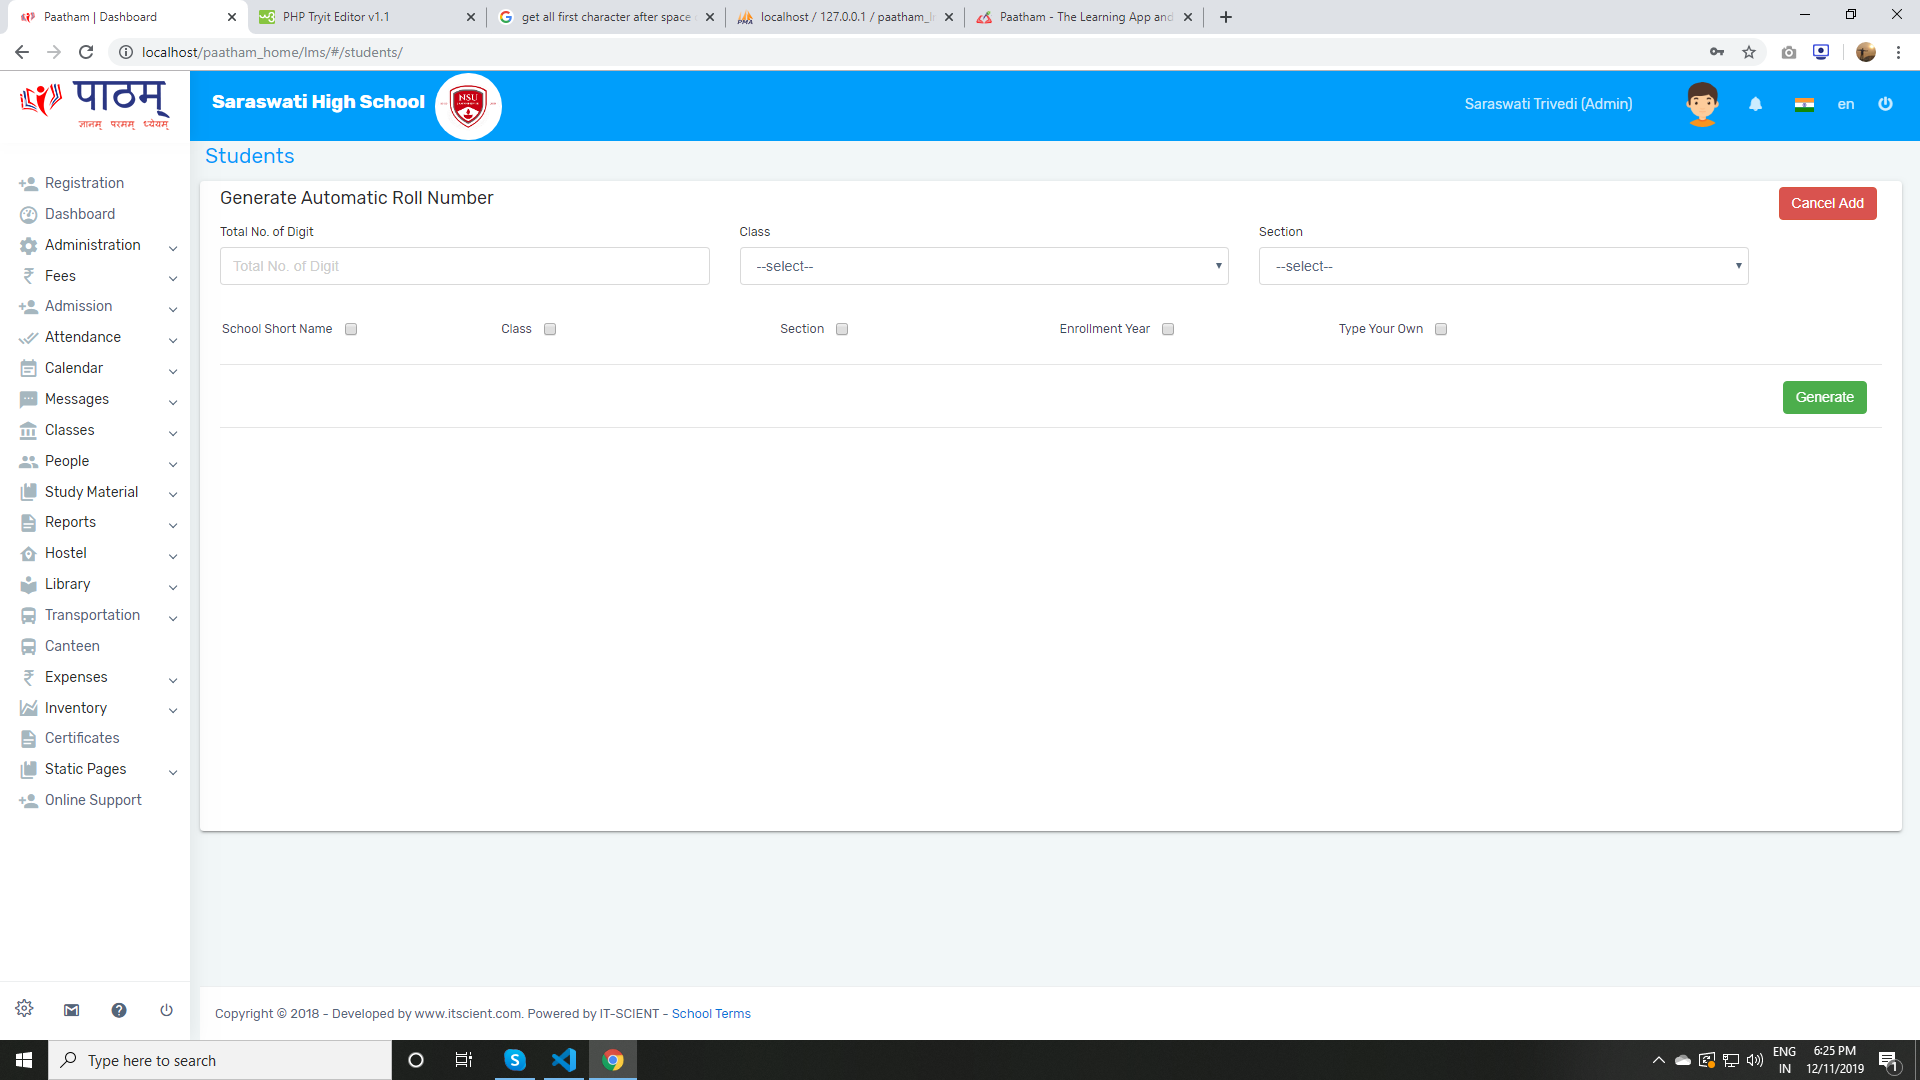 Paatham | Dashboard
PHP Tryit Editor v1.1
get all first character after space
localhost / 127.0.0.1 / paatham_l
Paatham - The Learning App and
localhost/paatham_home/lms/#/students/
पाठम्
ज्ञानम् परमम् ध्येयम्
Saraswati High School
NSU
Saraswati Trivedi (Admin)
en
Students
Registration
Dashboard
Administration
Fees
Admission
Attendance
Calendar
Messages
Classes
People
Study Material
Reports
Hostel
Library
Transportation
Canteen
Expenses
Inventory
Certificates
Static Pages
Online Support
Generate Automatic Roll Number
Cancel Add
Total No. of Digit
Class
Section
Total No. of Digit
--select--
--select--
School Short Name
Class
Section
Enrollment Year
Type Your Own
Generate
Copyright © 2018 - Developed by www.itscient.com. Powered by IT-SCIENT - School Terms
Type here to search
ENG
IN
6:25 PM
12/11/2019
1